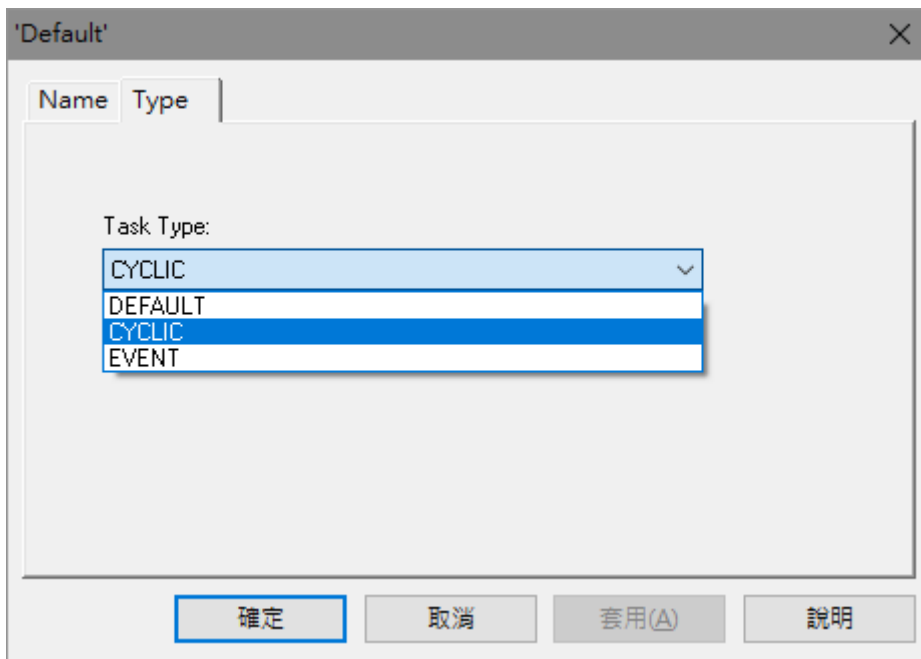 'Default'
Name Type
Task Type:
CYCLIC
DEFAULT
CYCLIC
EVENT
確定 取消 套用(A) 說明